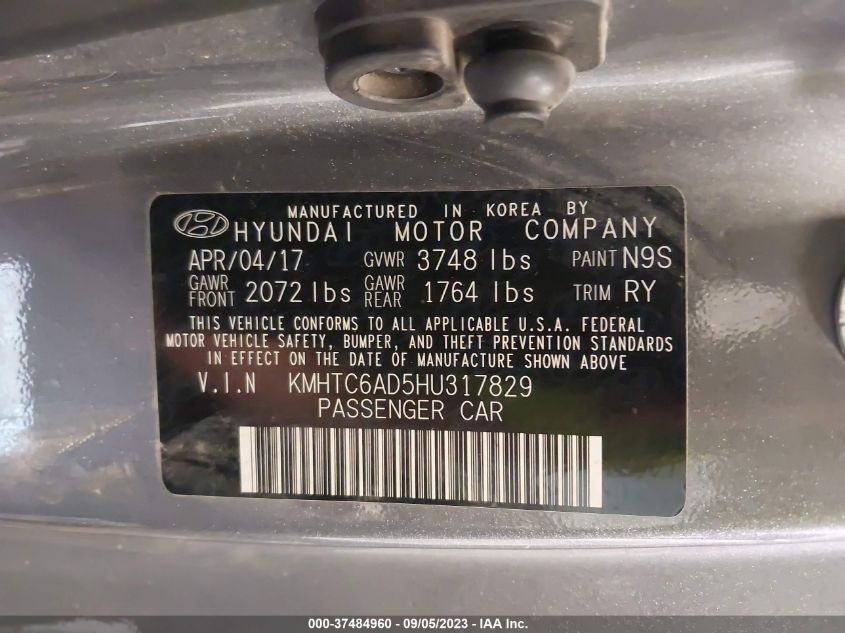 MANUFACTURED IN KOREA BY
HYUNDAI MOTOR COMPANY
APR/04/17 GVWR 3748 lbs PAINT N9S
GAWR FRONT 2072 lbs GAWR REAR 1764 lbs TRIM RY
THIS VEHICLE CONFORMS TO ALL APPLICABLE U.S.A. FEDERAL
MOTOR VEHICLE SAFETY, BUMPER, AND THEFT PREVENTION STANDARDS
IN EFFECT ON THE DATE OF MANUFACTURE SHOWN ABOVE
V.I.N KMHTC6AD5HU317829
PASSENGER CAR
000-37484960 - 09/05/2023 - IAA Inc.